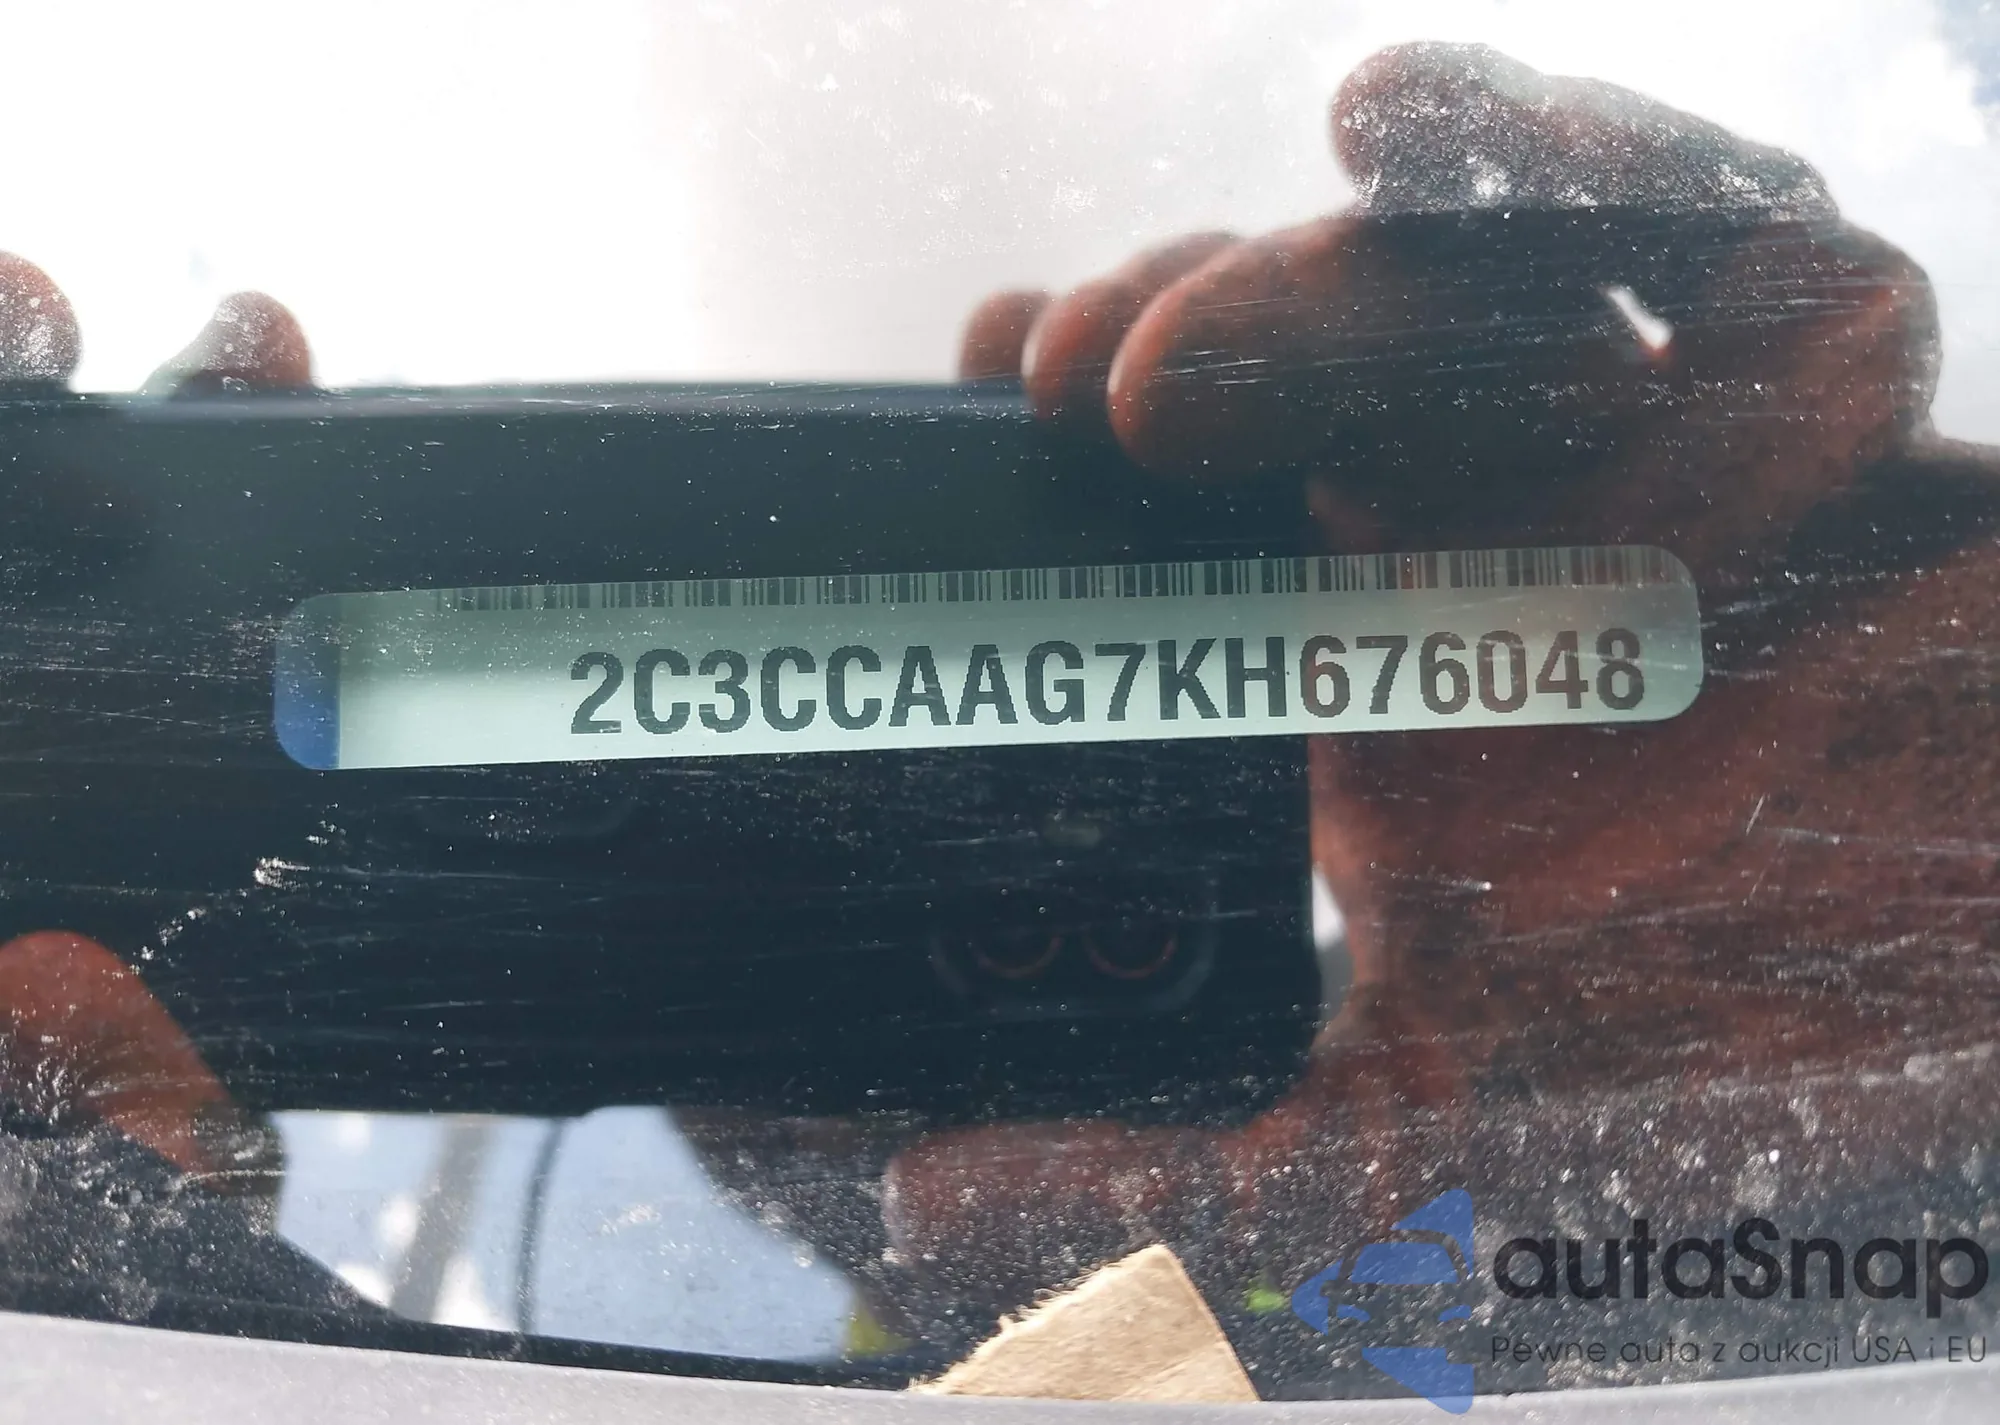 2C3CCAAG7KH676048
autaSnap
Pewne auta z aukcji USA i EU